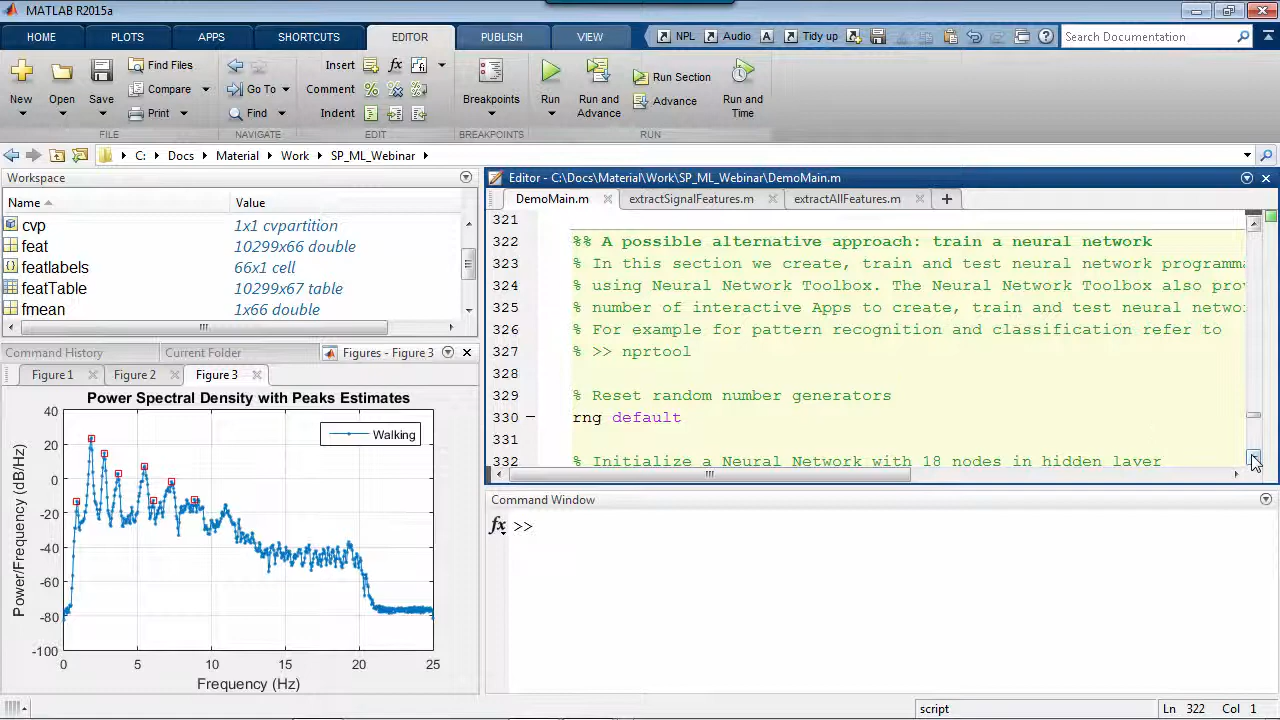 MATLAB R2015a
HOME PLOTS APPS SHORTCUTS EDITOR PUBLISH VIEW NPL Audio A Tidy up Search Documentation
New Open Save Find Files Compare Print
FILE
Go To Find
NAVIGATE
Insert fx
Comment
Indent
EDIT
Breakpoints
BREAKPOINTS
Run Run and Advance Run Section Advance Run and Time
RUN
C: Docs Material Work SP_ML_Webinar
Workspace
Name Value
cvp 1x1 cvpartition
feat 10299x66 double
featlabels 66x1 cell
featTable 10299x67 table
fmean 1x66 double
Command History Current Folder Figures - Figure 3
Figure 1 Figure 2 Figure 3
Power Spectral Density with Peaks Estimates
Walking
Power/Frequency (dB/Hz)
40
20
0
-20
-40
-60
-80
-100
0 5 10 15 20 25
Frequency (Hz)
Editor - C:\Docs\Material\Work\SP_ML_Webinar\DemoMain.m
DemoMain.m extractSignalFeatures.m extractAllFeatures.m
321
322 %% A possible alternative approach: train a neural network
323 % In this section we create, train and test neural network programma
324 % using Neural Network Toolbox. The Neural Network Toolbox also pro
325 % number of interactive Apps to create, train and test neural netwo
326 % For example for pattern recognition and classification refer to
327 % >> nprtool
328
329 % Reset random number generators
330 rng default
331
332 % Initialize a Neural Network with 18 nodes in hidden layer
Command Window
fx >>
script Ln 322 Col 1